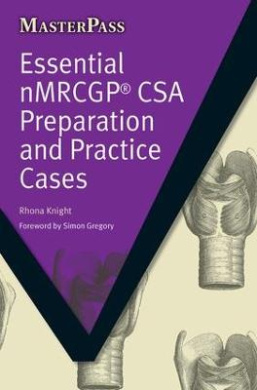 MASTERPASS
Essential
nMRCGP® CSA
Preparation
and Practice
Cases
Rhona Knight
Foreword by Simon Gregory